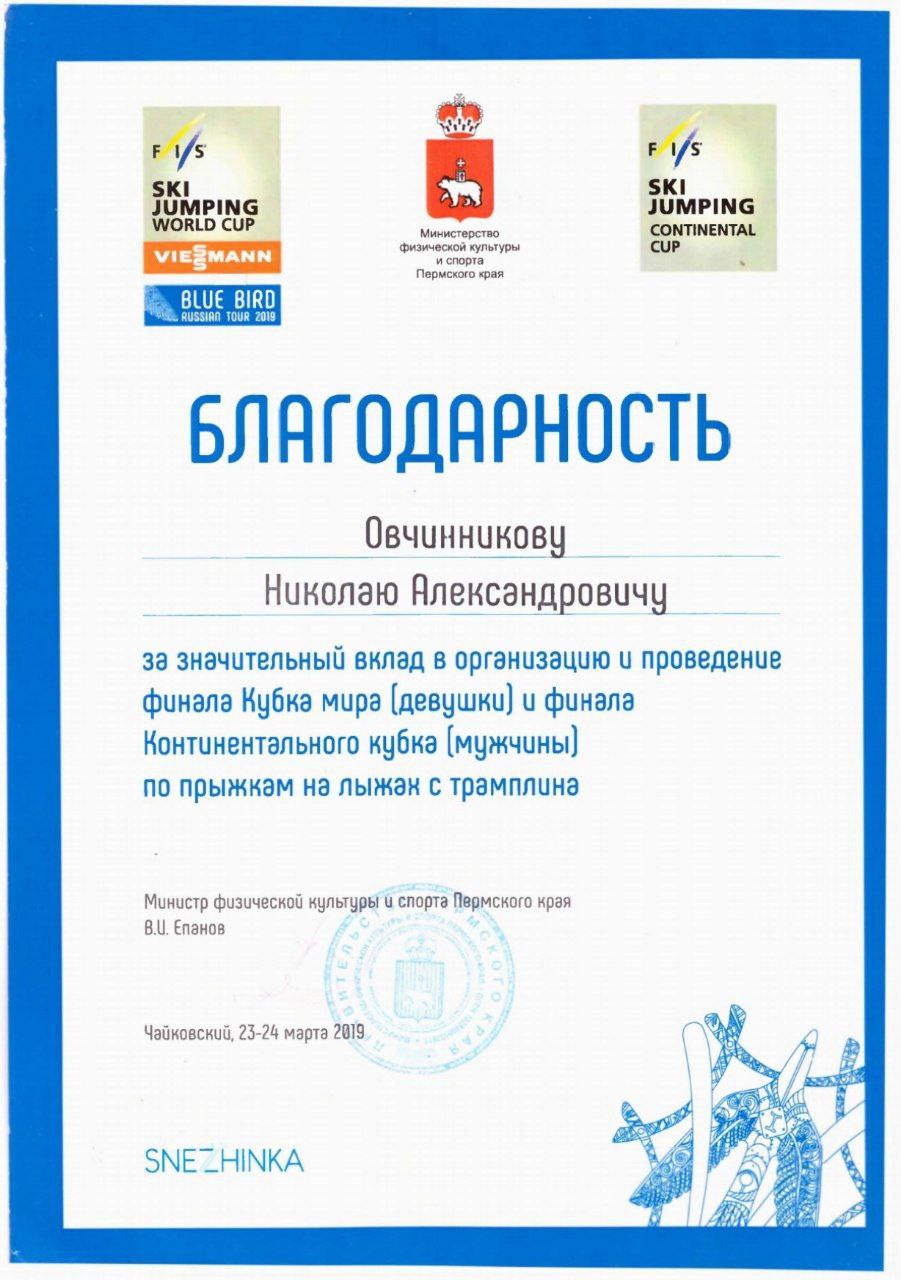 FIS
SKI
JUMPING
WORLD CUP
VIESSMANN
BLUE BIRD
RUSSIAN TOUR 2019
Министерство
физической культуры
и спорта
Пермского края
FIS
SKI
JUMPING
CONTINENTAL
CUP
БЛАГОДАРНОСТЬ
Овчинникову
Николаю Александровичу
за значительный вклад в организацию и проведение
финала Кубка мира (девушки) и финала
Континентального кубка (мужчины)
по прыжкам на лыжах с трамплина
Министр физической культуры и спорта Пермского края
В.И. Епанов
ПРАВИТЕЛЬСТВО ПЕРМСКОГО КРАЯ
Чайковский, 23-24 марта 2019
SNEZHINKA